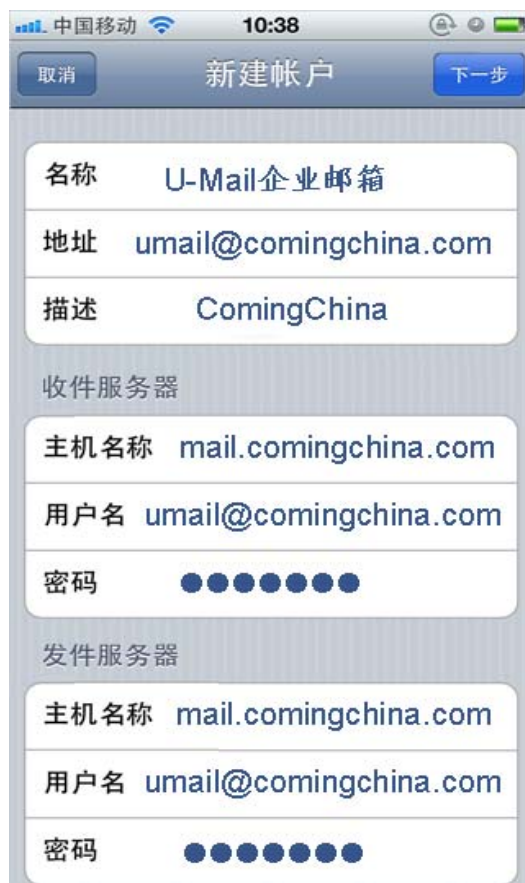 中国移动 10:38
取消 新建帐户 下一步
名称 U-Mail企业邮箱
地址 umail@comingchina.com
描述 ComingChina
收件服务器
主机名称 mail.comingchina.com
用户名 umail@comingchina.com
密码 ●●●●●●●
发件服务器
主机名称 mail.comingchina.com
用户名 umail@comingchina.com
密码 ●●●●●●●